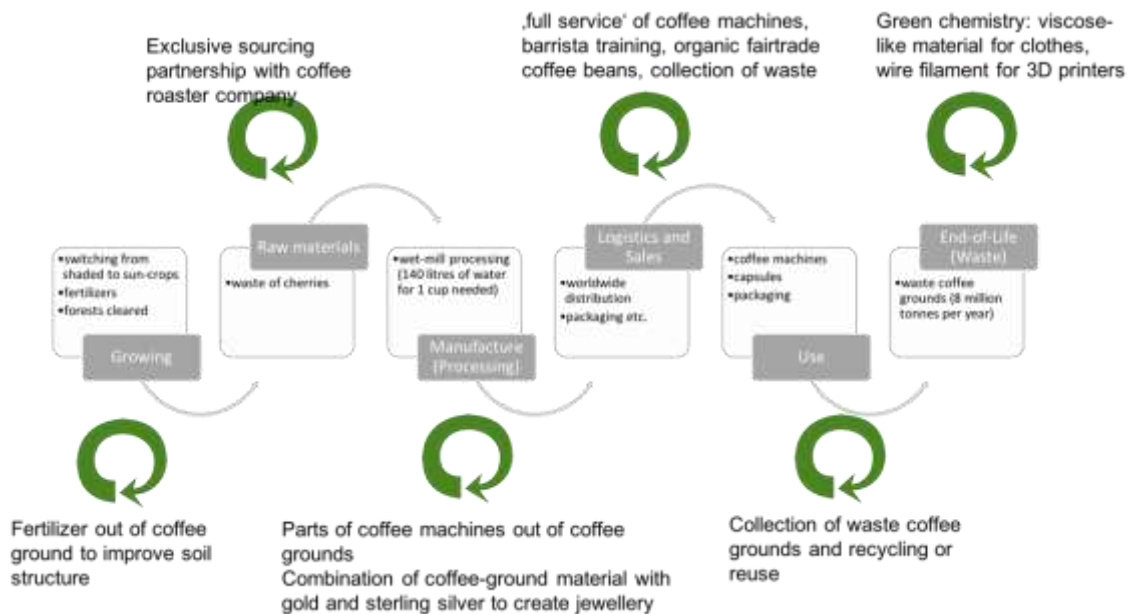 Exclusive sourcing
partnership with coffee
roaster company
‚full service‘ of coffee machines,
barrista training, organic fairtrade
coffee beans, collection of waste
Green chemistry: viscose-
like material for clothes,
wire filament for 3D printers
•switching from
shaded to sun-crops
•fertilizers
•forests cleared
Growing
Raw materials
•waste of cherries
•wet-mill processing
(140 litres of water
for 1 cup needed)
Manufacture
(Processing)
Logistics and
Sales
•worldwide
distribution
•packaging etc.
•coffee machines
•capsules
•packaging
Use
End-of-Life
(Waste)
•waste coffee
grounds (8 million
tonnes per year)
Fertilizer out of coffee
ground to improve soil
structure
Parts of coffee machines out of coffee
grounds
Combination of coffee-ground material with
gold and sterling silver to create jewellery
Collection of waste coffee
grounds and recycling or
reuse